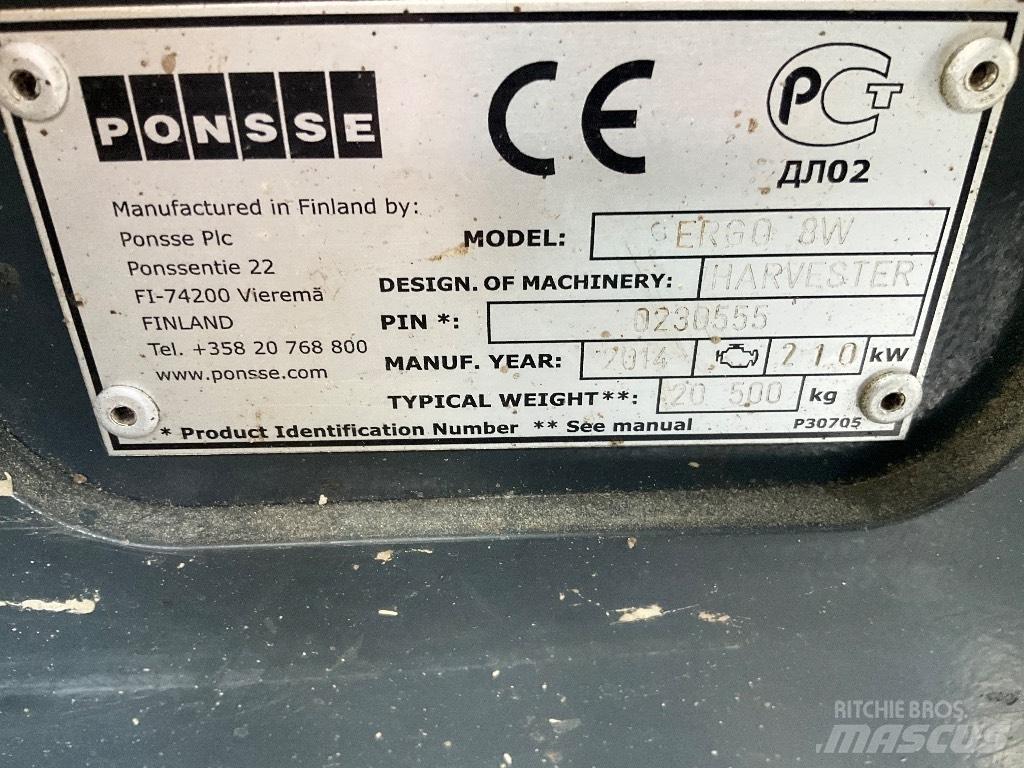 PONSSE
CE
РСТ
ДЛ02
Manufactured in Finland by:
Ponsse Plc
Ponssentie 22
FI-74200 Vieremä
FINLAND
Tel. +358 20 768 800
www.ponsse.com
MODEL: ERGO 8W
DESIGN. OF MACHINERY: HARVESTER
PIN *: 0230555
MANUF. YEAR: 2014 210 kW
TYPICAL WEIGHT**: 20 500 kg
* Product Identification Number ** See manual P30705
RITCHIE BROS.
MASCUS